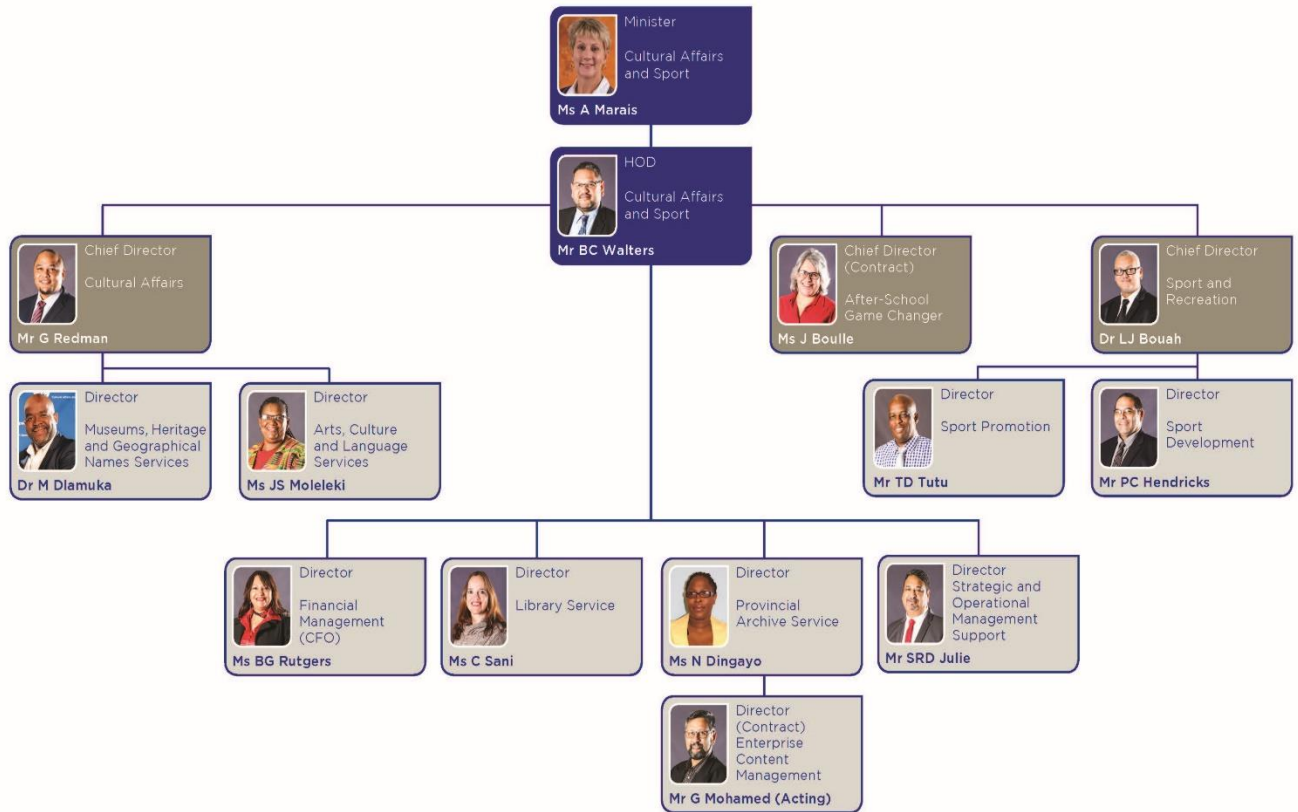 Minister
Cultural Affairs
and Sport
Ms A Marais
HOD
Cultural Affairs
and Sport
Mr BC Walters
Chief Director
Cultural Affairs
Mr G Redman
Chief Director
(Contract)
After-School
Game Changer
Ms J Boulle
Chief Director
Sport and
Recreation
Dr LJ Bouah
Director
Museums, Heritage
and Geographical
Names Services
Dr M Dlamuka
Director
Arts, Culture
and Language
Services
Ms JS Moleleki
Director
Sport Promotion
Mr TD Tutu
Director
Sport
Development
Mr PC Hendricks
Director
Financial
Management
(CFO)
Ms BG Rutgers
Director
Library Service
Ms C Sani
Director
Provincial
Archive Service
Ms N Dingayo
Director
Strategic and
Operational
Management
Support
Mr SRD Julie
Director
(Contract)
Enterprise
Content
Management
Mr G Mohamed (Acting)